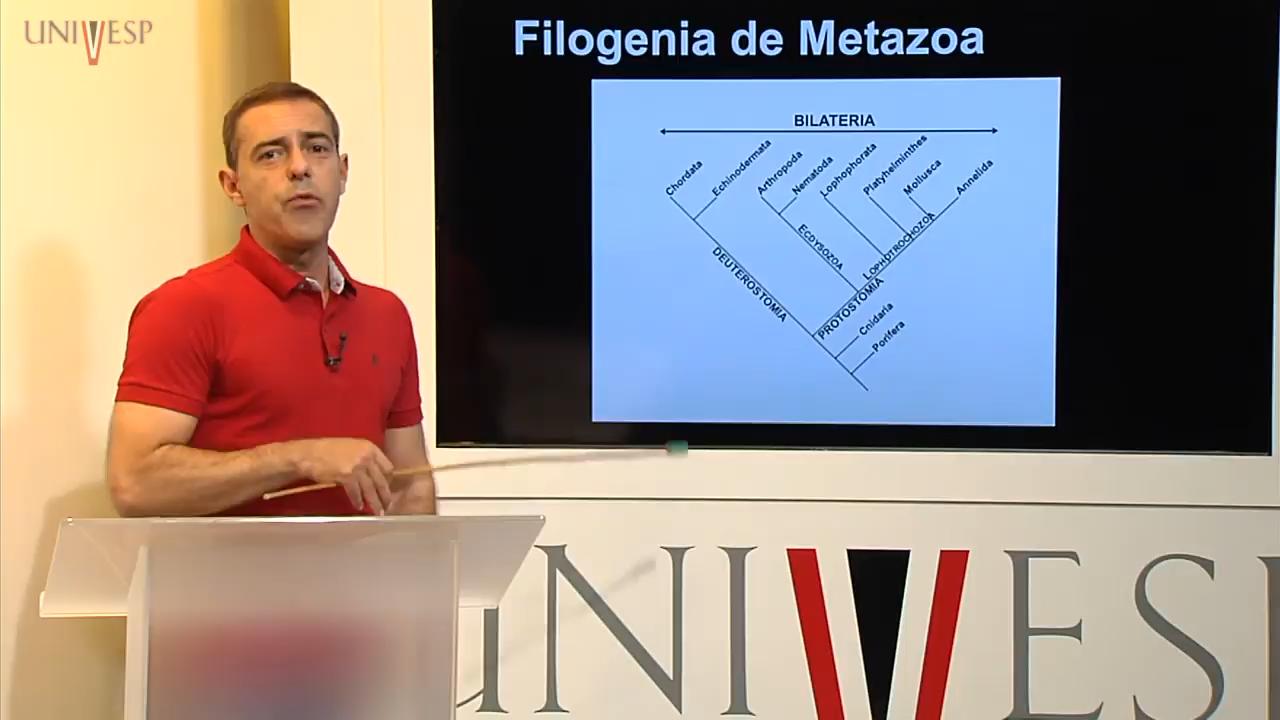 UNIVESP
Filogenia de Metazoa
BILATERIA
Chordata
Echinodermata
Arthropoda
Nematoda
Lophophorata
Platyhelminthes
Mollusca
Annelida
ECDYSOZOA
LOPHOTROCHOZOA
DEUTEROSTOMIA
PROTOSTOMIA
Cnidaria
Porifera
UNIVESP